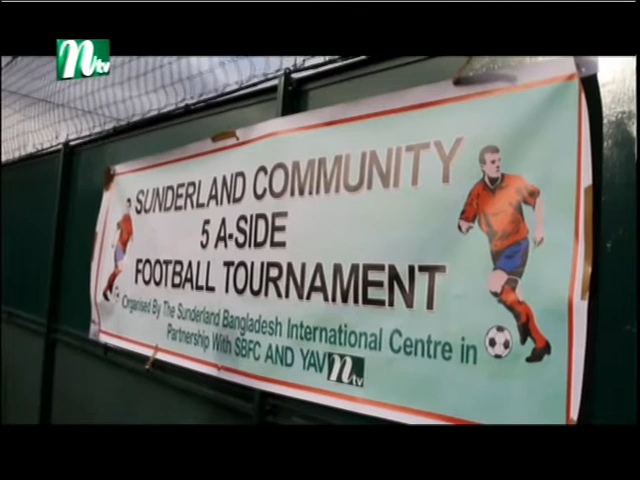 ntv
SUNDERLAND COMMUNITY
5 A-SIDE
FOOTBALL TOURNAMENT
Organised By The Sunderland Bangladesh International Centre in
Partnership With SBFC AND YAV
ntv